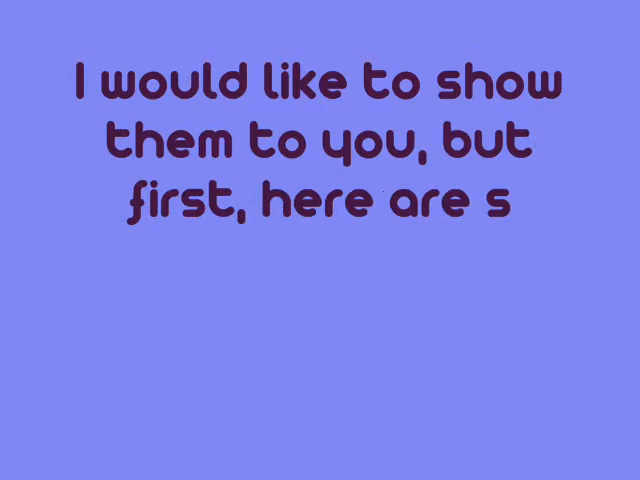 I would like to show
them to you, but
first, here are s